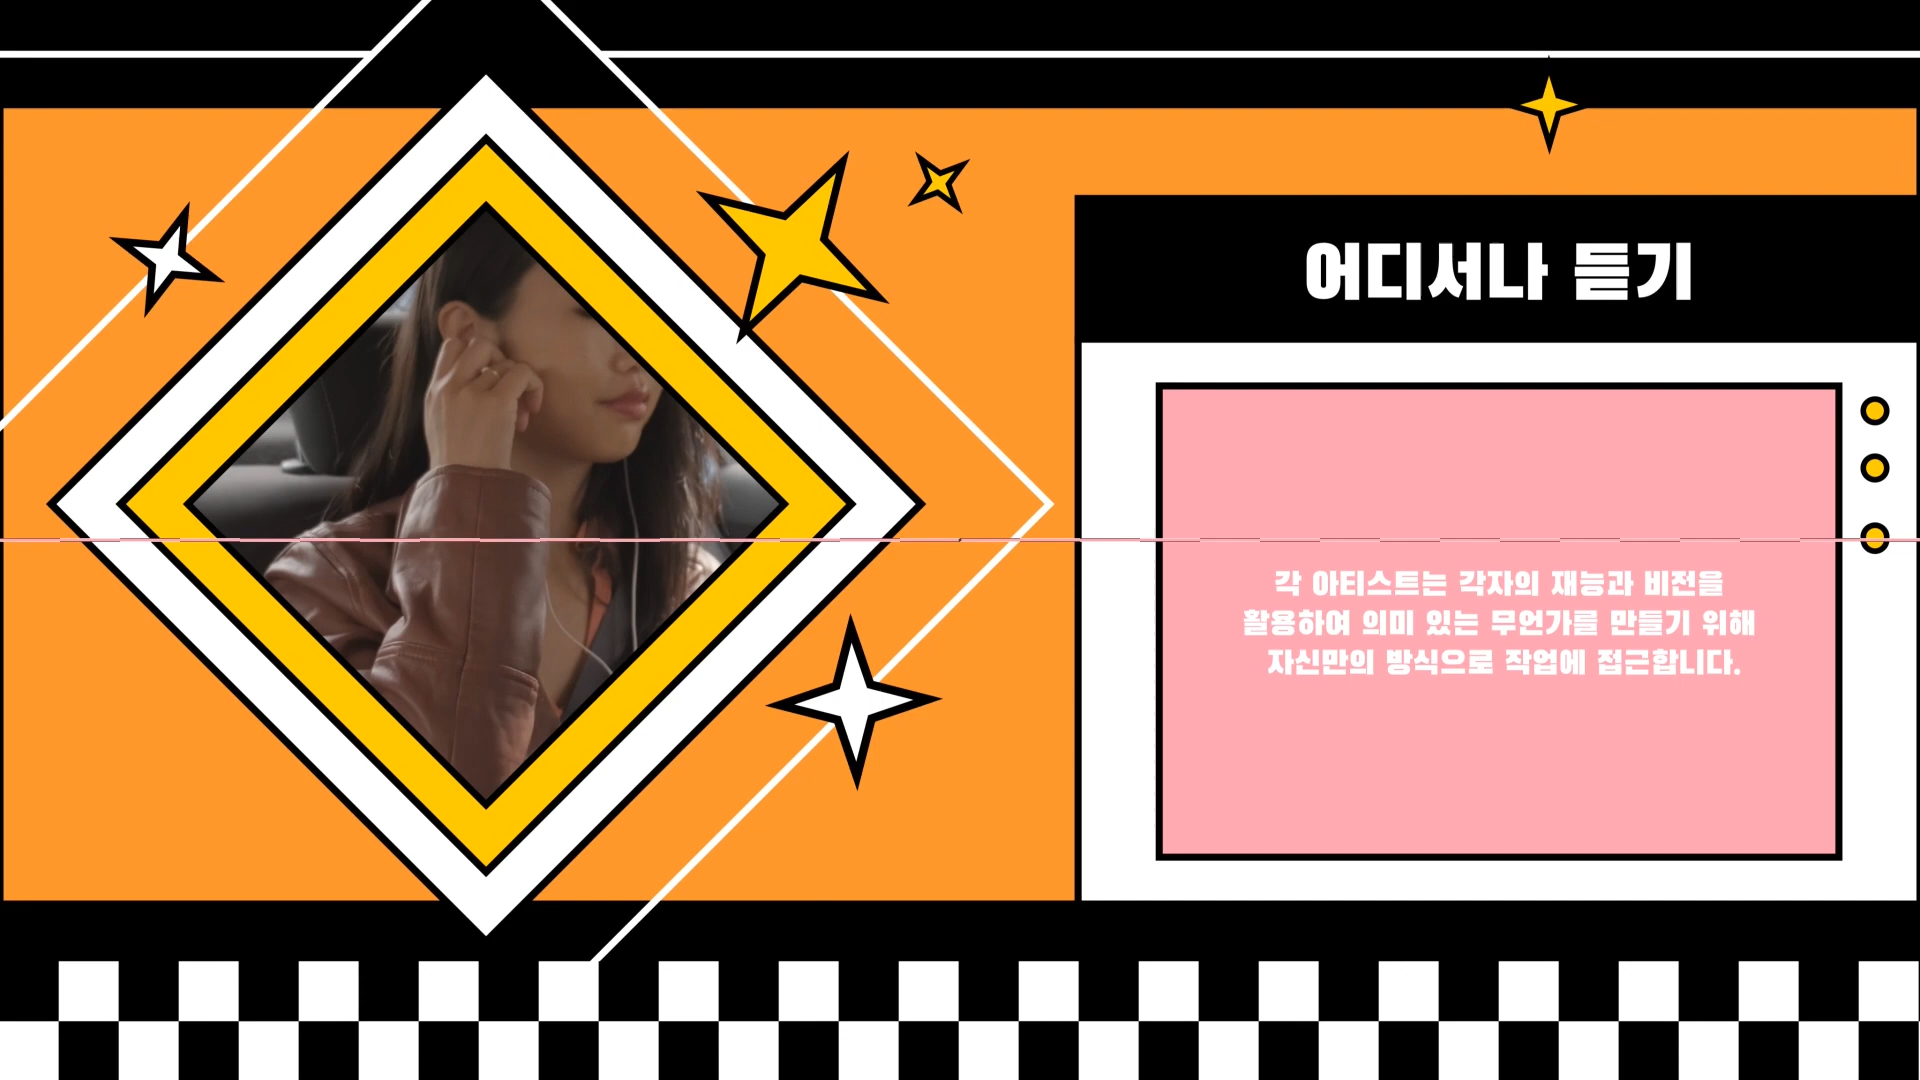 어디서나 듣기
각 아티스트는 각자의 재능과 비전을
활용하여 의미 있는 무언가를 만들기 위해
자신만의 방식으로 작업에 접근합니다.